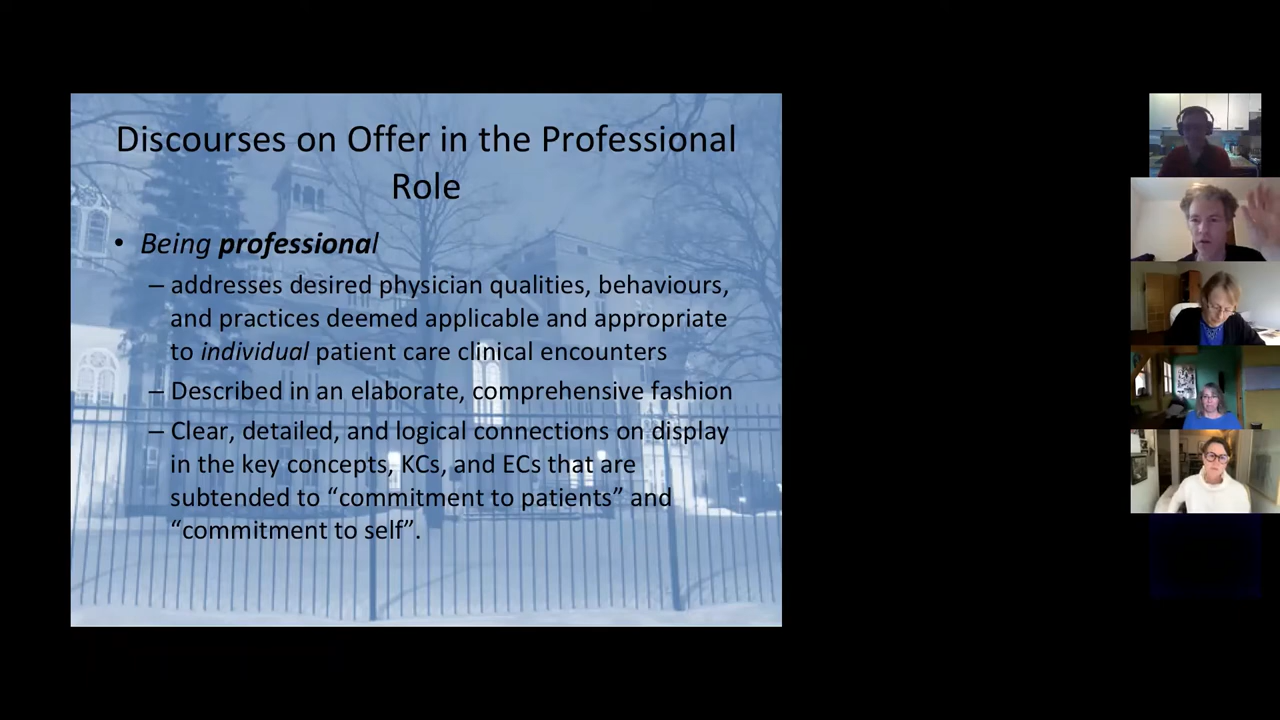 Discourses on Offer in the Professional
Role
• Being professional
– addresses desired physician qualities, behaviours,
and practices deemed applicable and appropriate
to individual patient care clinical encounters
– Described in an elaborate, comprehensive fashion
– Clear, detailed, and logical connections on display
in the key concepts, KCs, and ECs that are
subtended to “commitment to patients” and
“commitment to self”.